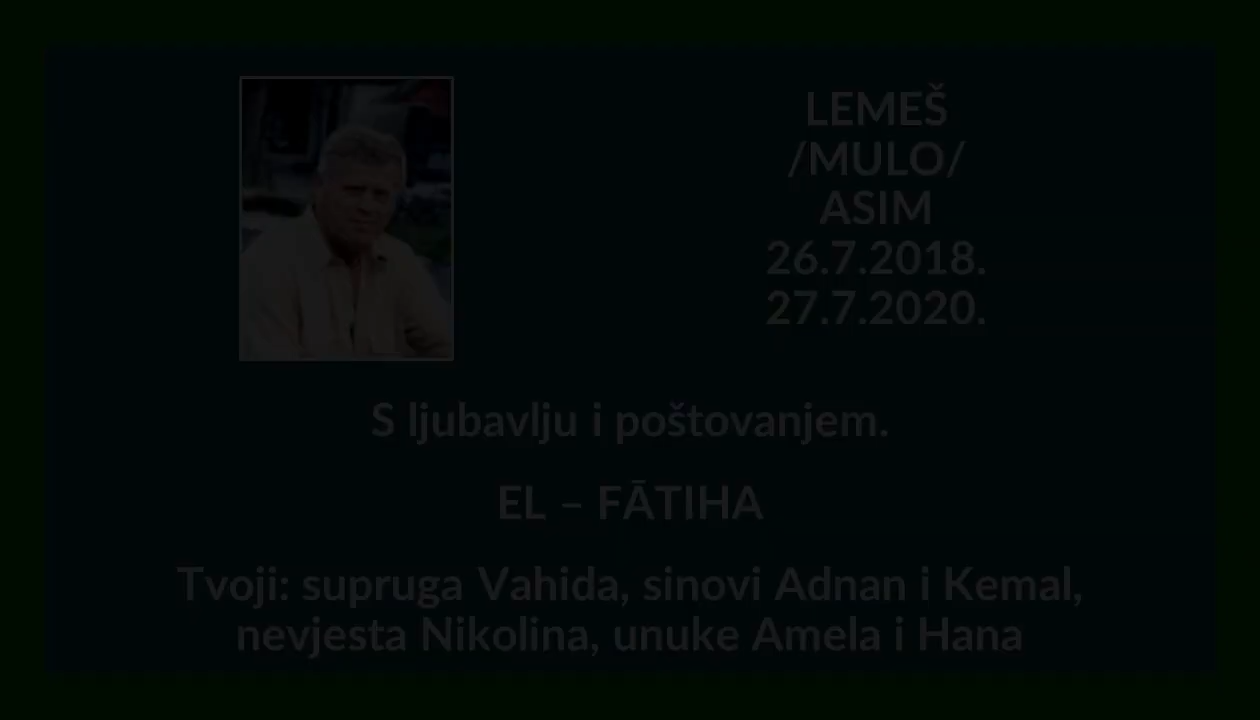 LEMEŠ
/MULO/
ASIM
26.7.2018.
27.7.2020.
S ljubavlju i poštovanjem.
EL – FĀTIHA
Tvoji: supruga Vahida, sinovi Adnan i Kemal,
nevjesta Nikolina, unuke Amela i Hana